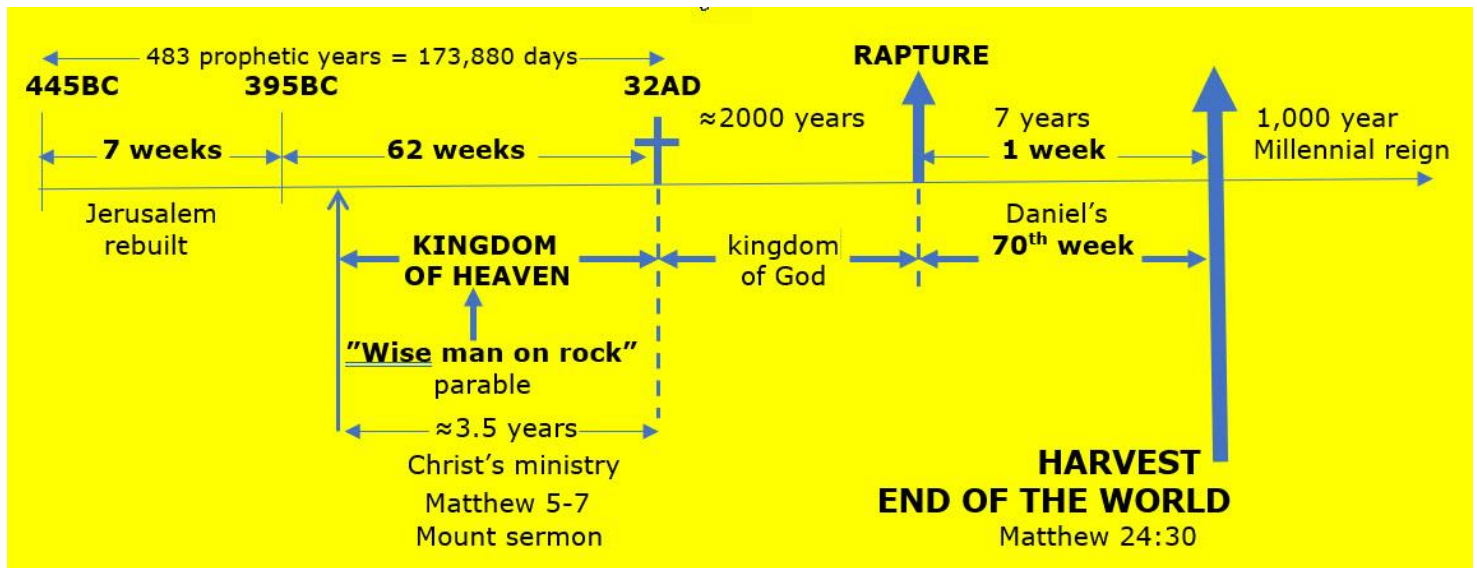 483 prophetic years = 173,880 days
445BC 395BC 32AD RAPTURE
≈2000 years 7 years 1,000 year
7 weeks 62 weeks 1 week Millennial reign
Jerusalem
rebuilt
KINGDOM
OF HEAVEN
kingdom
of God
Daniel’s
70th week
”Wise man on rock”
parable
≈3.5 years
Christ’s ministry
Matthew 5-7
Mount sermon
HARVEST
END OF THE WORLD
Matthew 24:30